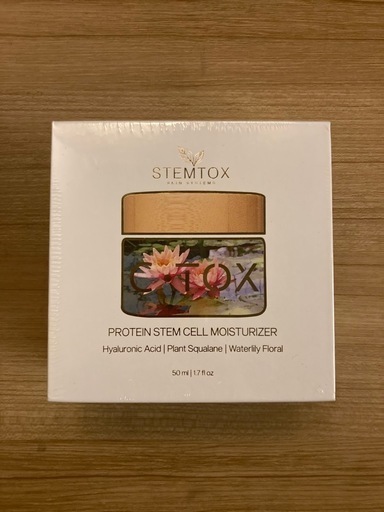 STEMTOX
SKIN SYSTEMS
C•TOX
PROTEIN STEM CELL MOISTURIZER
Hyaluronic Acid | Plant Squalane | Waterlily Floral
50 ml | 1.7 fl oz